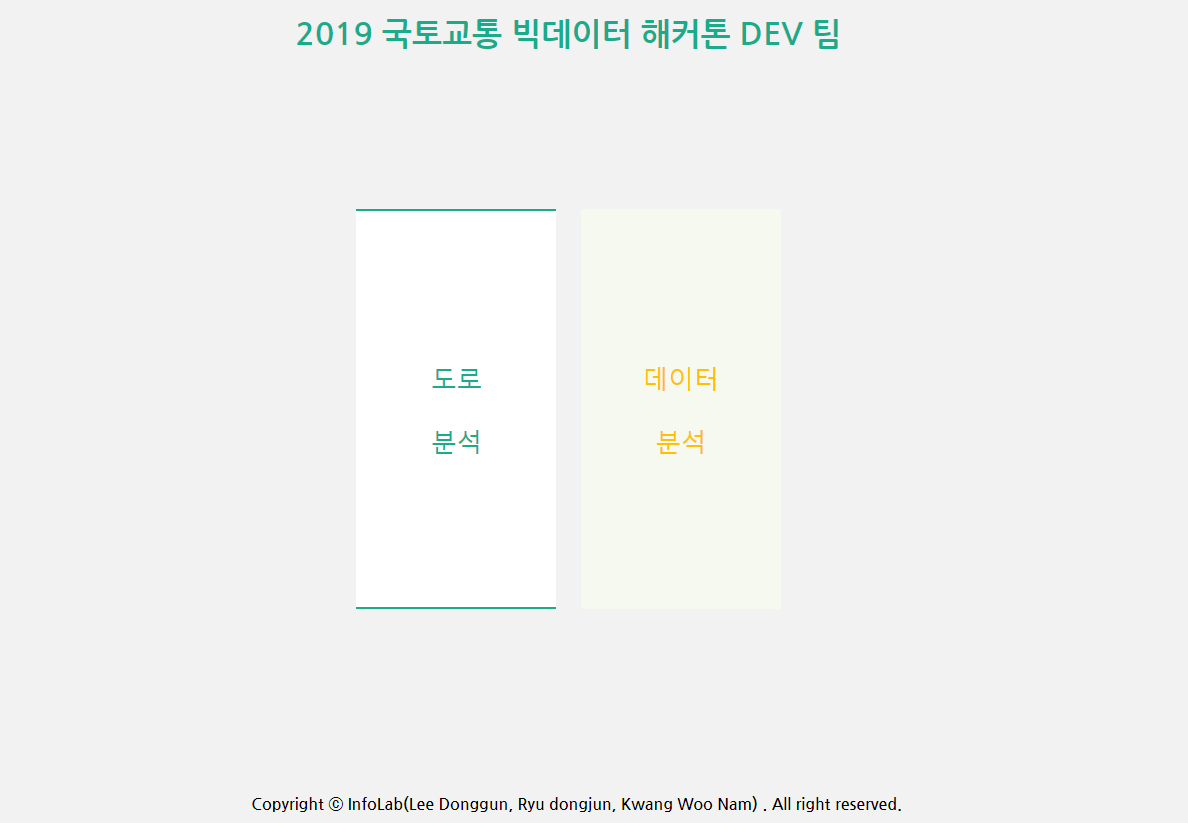 2019 국토교통 빅데이터 해커톤 DEV 팀
도로
분석
데이터
분석
Copyright ⓒ InfoLab(Lee Donggun, Ryu dongjun, Kwang Woo Nam) . All right reserved.